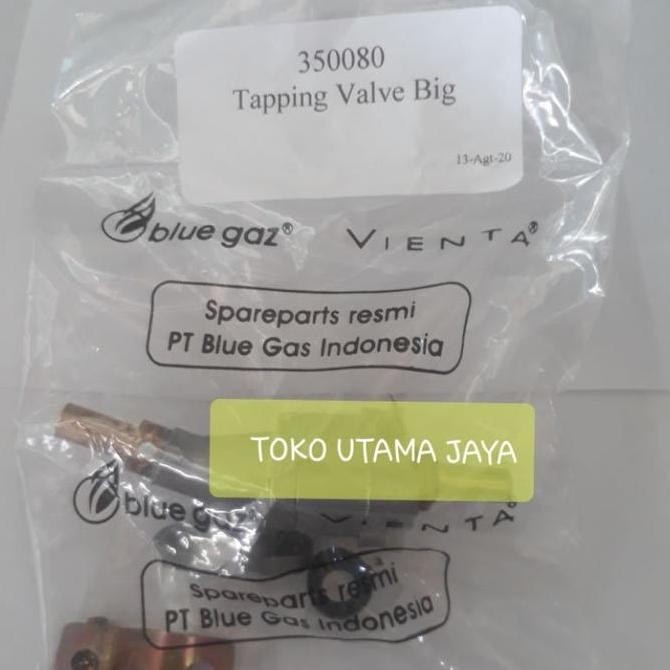 350080
Tapping Valve Big
13-Agt-20
blue gaz® VIENTA®
Spareparts resmi
PT Blue Gas Indonesia
TOKO UTAMA JAYA
blue gaz VIENTA
Spareparts resmi
PT Blue Gas Indonesia